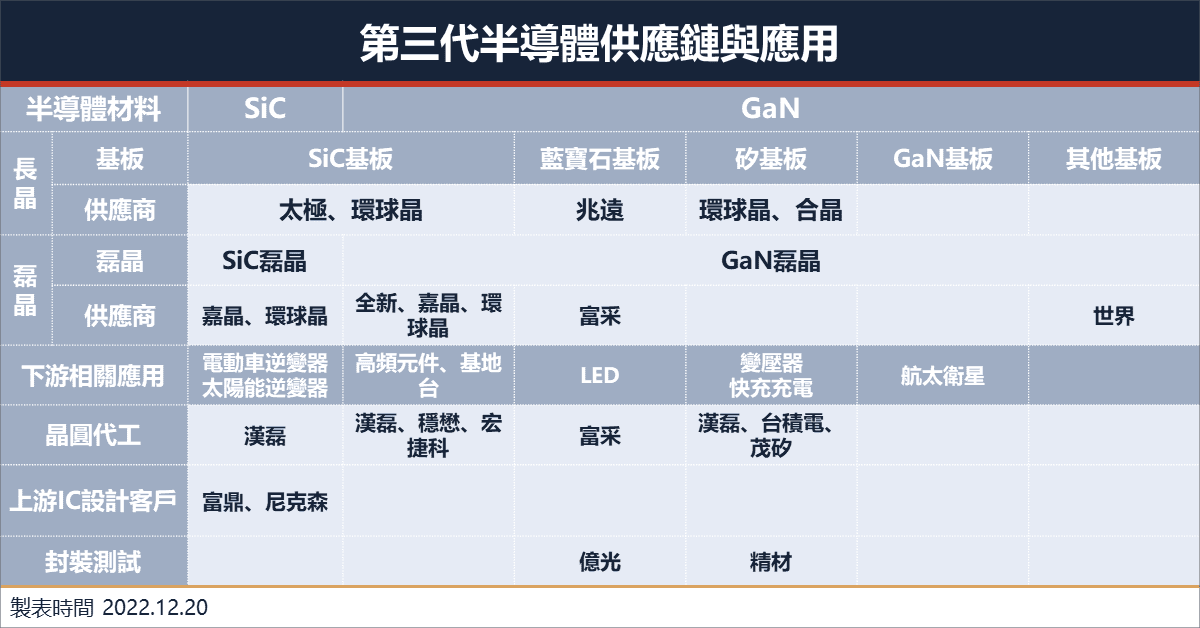 第三代半導體供應鏈與應用
半導體材料 SiC GaN
長晶 基板 SiC基板 藍寶石基板 矽基板 GaN基板 其他基板
供應商 太極、環球晶 兆遠 環球晶、合晶
磊晶 磊晶 SiC磊晶 GaN磊晶
供應商 嘉晶、環球晶 全新、嘉晶、環球晶 富采 世界
下游相關應用 電動車逆變器 太陽能逆變器 高頻元件、基地台 LED 變壓器 快充充電 航太衛星
晶圓代工 漢磊 漢磊、穩懋、宏捷科 富采 漢磊、台積電、茂矽
上游IC設計客戶 富鼎、尼克森
封裝測試 億光 精材
製表時間 2022.12.20